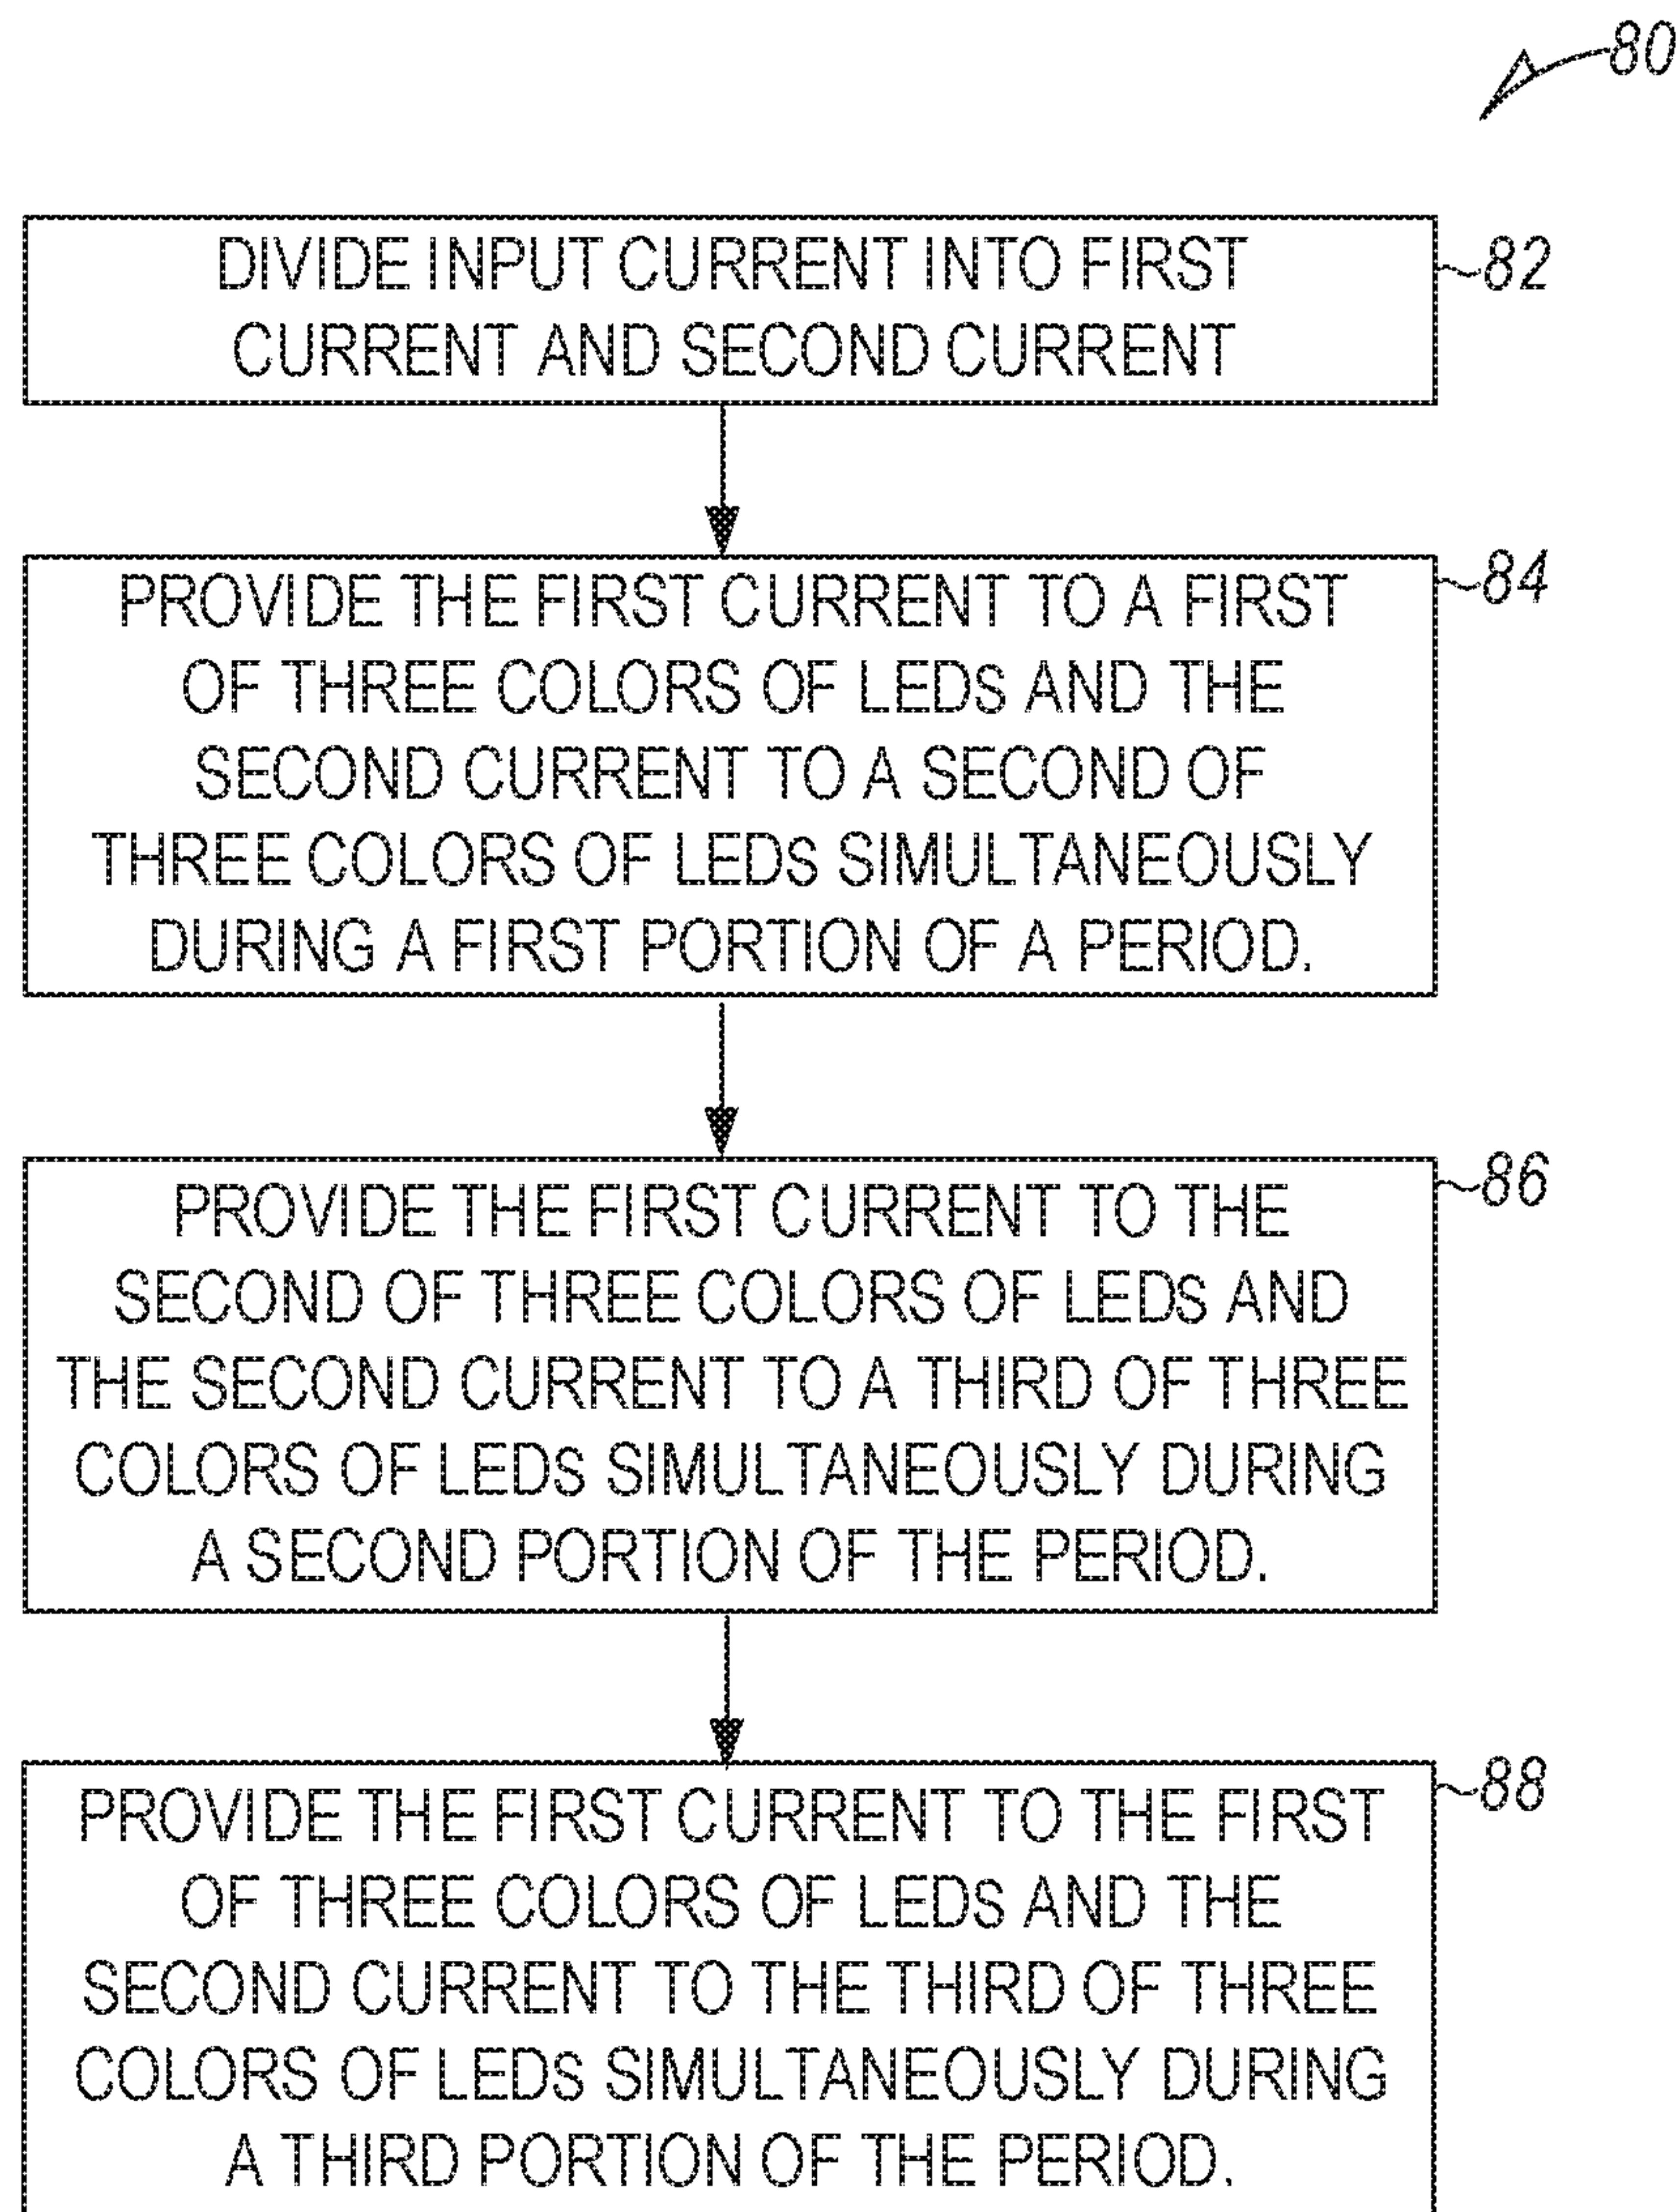 80
DIVIDE INPUT CURRENT INTO FIRST
CURRENT AND SECOND CURRENT
82
PROVIDE THE FIRST CURRENT TO A FIRST
OF THREE COLORS OF LEDS AND THE
SECOND CURRENT TO A SECOND OF
THREE COLORS OF LEDS SIMULTANEOUSLY
DURING A FIRST PORTION OF A PERIOD.
84
PROVIDE THE FIRST CURRENT TO THE
SECOND OF THREE COLORS OF LEDS AND
THE SECOND CURRENT TO A THIRD OF THREE
COLORS OF LEDS SIMULTANEOUSLY DURING
A SECOND PORTION OF THE PERIOD.
86
PROVIDE THE FIRST CURRENT TO THE FIRST
OF THREE COLORS OF LEDS AND THE
SECOND CURRENT TO THE THIRD OF THREE
COLORS OF LEDS SIMULTANEOUSLY DURING
A THIRD PORTION OF THE PERIOD.
88